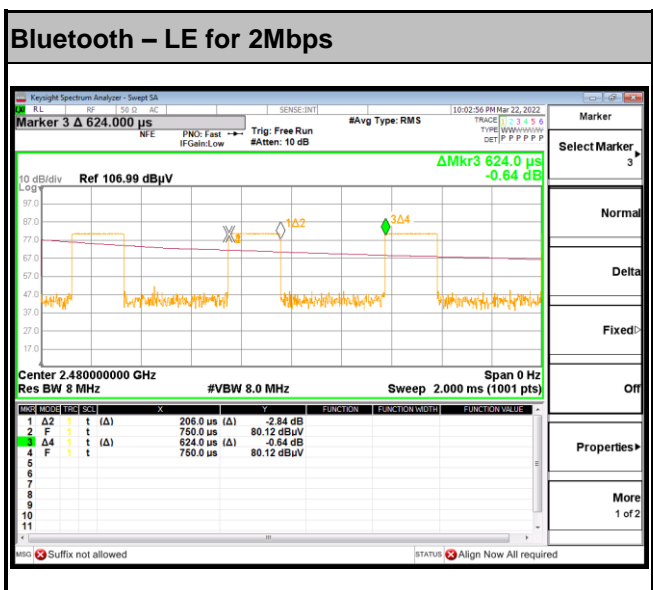 Bluetooth – LE for 2Mbps
Keysight Spectrum Analyzer - Swept SA
RL RF 50 Ω AC SENSE:INT 10:02:56 PM Mar 22, 2022
Marker 3 Δ 624.000 µs #Avg Type: RMS TRACE 1 2 3 4 5 6
NFE PNO: Fast Trig: Free Run TYPE WWWWWW
IFGain:Low #Atten: 10 dB DET P P P P P P
Marker
Select Marker
3
Normal
Delta
Fixed
Off
Properties
More
1 of 2
ΔMkr3 624.0 µs
-0.64 dB
10 dB/div Ref 106.99 dBµV
Log
97.0
87.0
77.0
67.0
57.0
47.0
37.0
27.0
17.0
1Δ2
3Δ4
Center 2.480000000 GHz Span 0 Hz
Res BW 8 MHz #VBW 8.0 MHz Sweep 2.000 ms (1001 pts)
MKR MODE TRC SCL X Y FUNCTION FUNCTION WIDTH FUNCTION VALUE
1 Δ2 1 t (Δ) 206.0 µs (Δ) -2.84 dB
2 F 1 t 750.0 µs 80.12 dBµV
3 Δ4 1 t (Δ) 624.0 µs (Δ) -0.64 dB
4 F 1 t 750.0 µs 80.12 dBµV
5
6
7
8
9
10
11
MSG Suffix not allowed STATUS Align Now All required